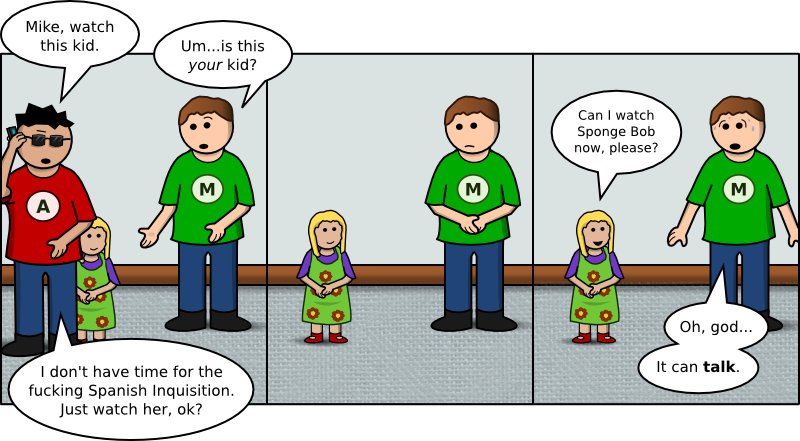 Mike, watch
this kid.
Um...is this
your kid?
A
M
I don't have time for the
fucking Spanish Inquisition.
Just watch her, ok?
M
Can I watch
Sponge Bob
now, please?
M
Oh, god...
It can talk.